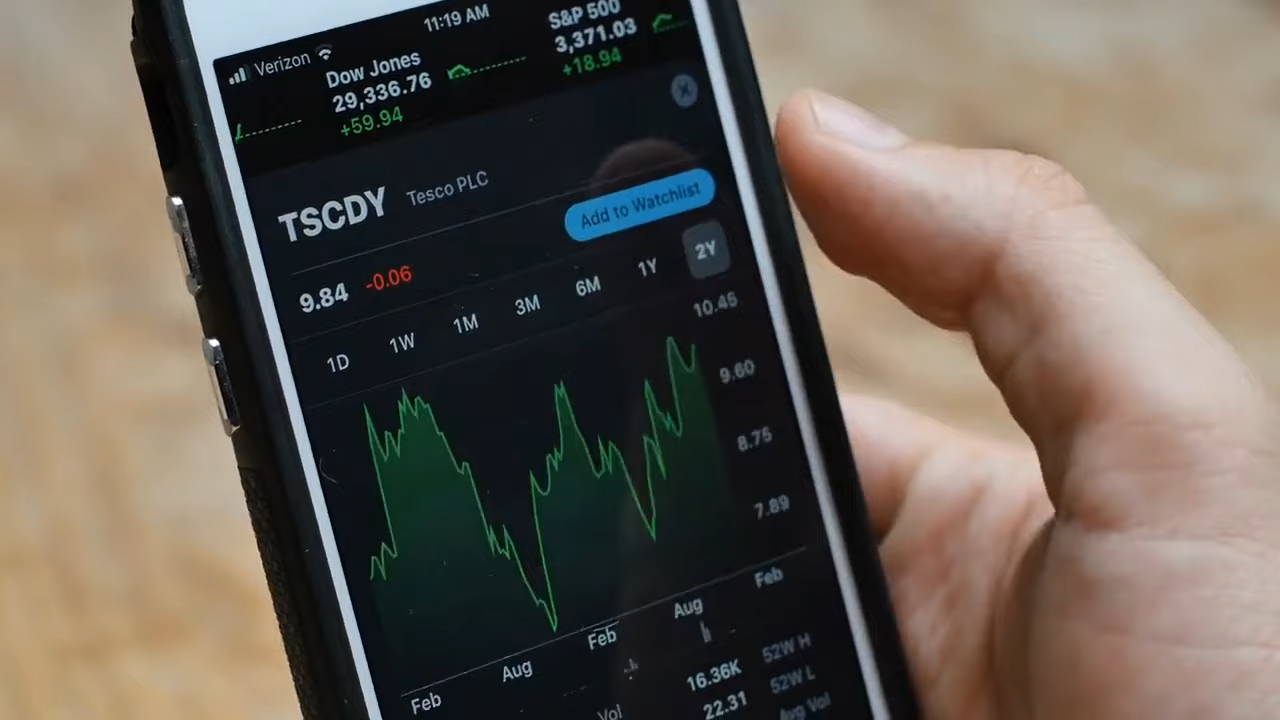 Verizon
11:19 AM
Dow Jones
29,336.76
+59.94
S&P 500
3,371.03
+18.94
TSCDY Tesco PLC
Add to Watchlist
9.84 -0.06
1D 1W 1M 3M 6M 1Y 2Y
10.45
9.60
8.75
7.89
Feb Aug Feb Aug Feb
Vol 16.36K 52W H
22.31 52W L
Avg Vol